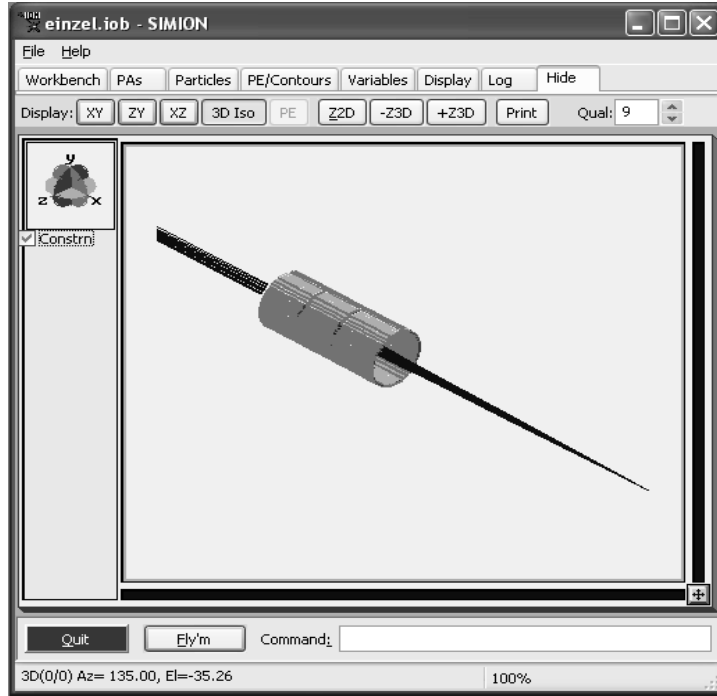 einzel.iob - SIMION
File Help
Workbench PAs Particles PE/Contours Variables Display Log Hide
Display: XY ZY XZ 3D Iso PE Z2D -Z3D +Z3D Print Qual: 9
y
z x
Constrn
Quit Fly'm Command:
3D(0/0) Az= 135.00, El=-35.26 100%